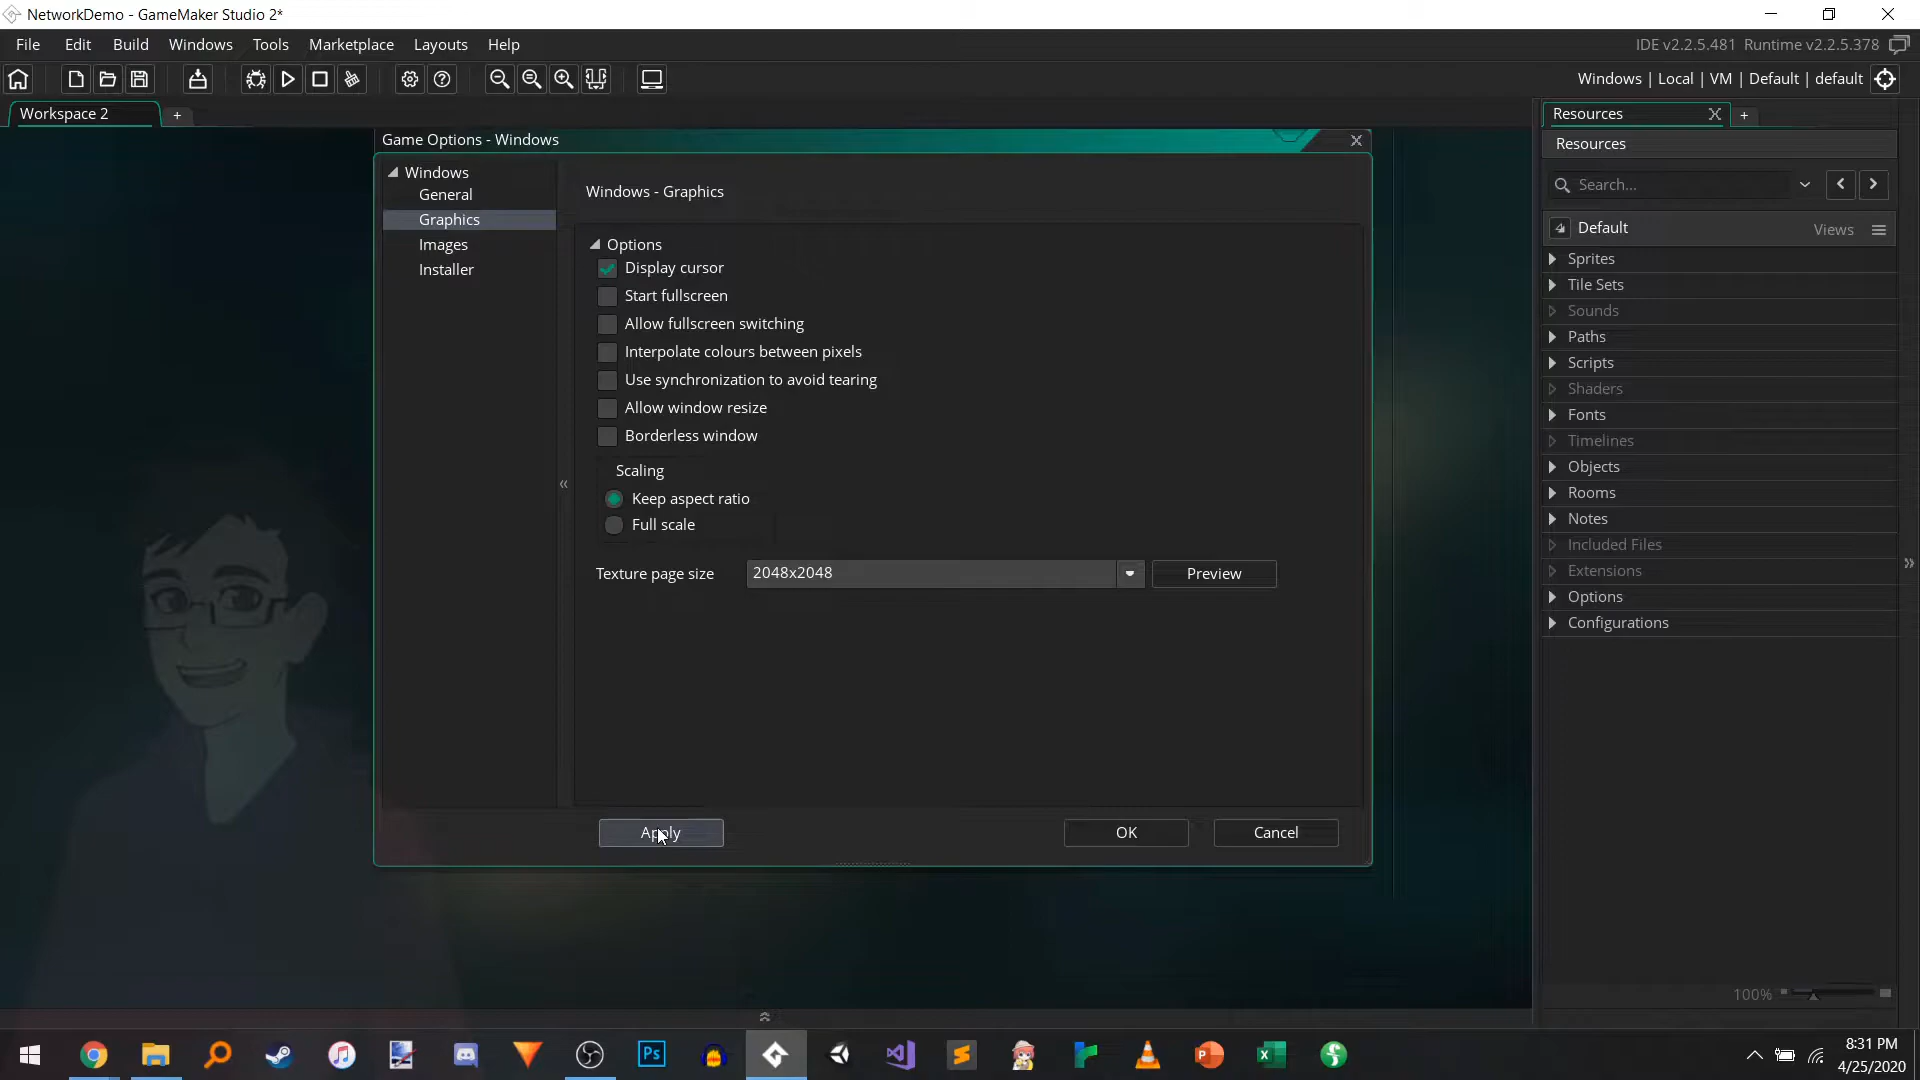 NetworkDemo - GameMaker Studio 2*
File Edit Build Windows Tools Marketplace Layouts Help
IDE v2.2.5.481 Runtime v2.2.5.378
Windows | Local | VM | Default | default
Workspace 2
+
Resources X +
Game Options - Windows
Resources
Windows
General
Graphics
Images
Installer
Windows - Graphics
Options
Display cursor
Start fullscreen
Allow fullscreen switching
Interpolate colours between pixels
Use synchronization to avoid tearing
Allow window resize
Borderless window
Scaling
Keep aspect ratio
Full scale
Texture page size 2048x2048 Preview
Apply OK Cancel
Search...
Default Views
Sprites
Tile Sets
Sounds
Paths
Scripts
Shaders
Fonts
Timelines
Objects
Rooms
Notes
Included Files
Extensions
Options
Configurations
100%
Ps
8:31 PM
4/25/2020